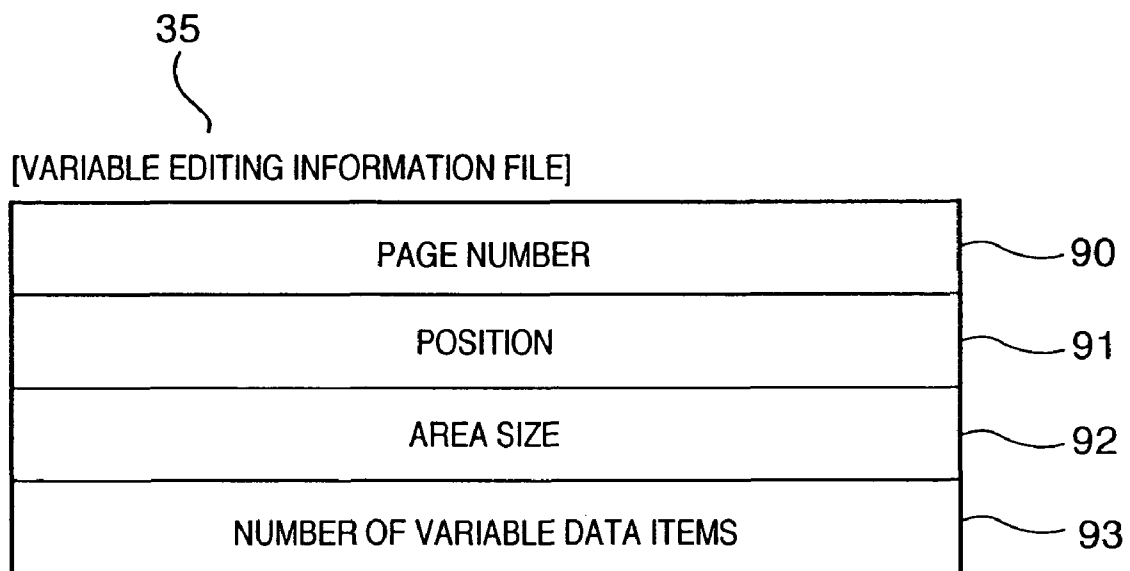 35
[VARIABLE EDITING INFORMATION FILE]
PAGE NUMBER 90
POSITION 91
AREA SIZE 92
NUMBER OF VARIABLE DATA ITEMS 93